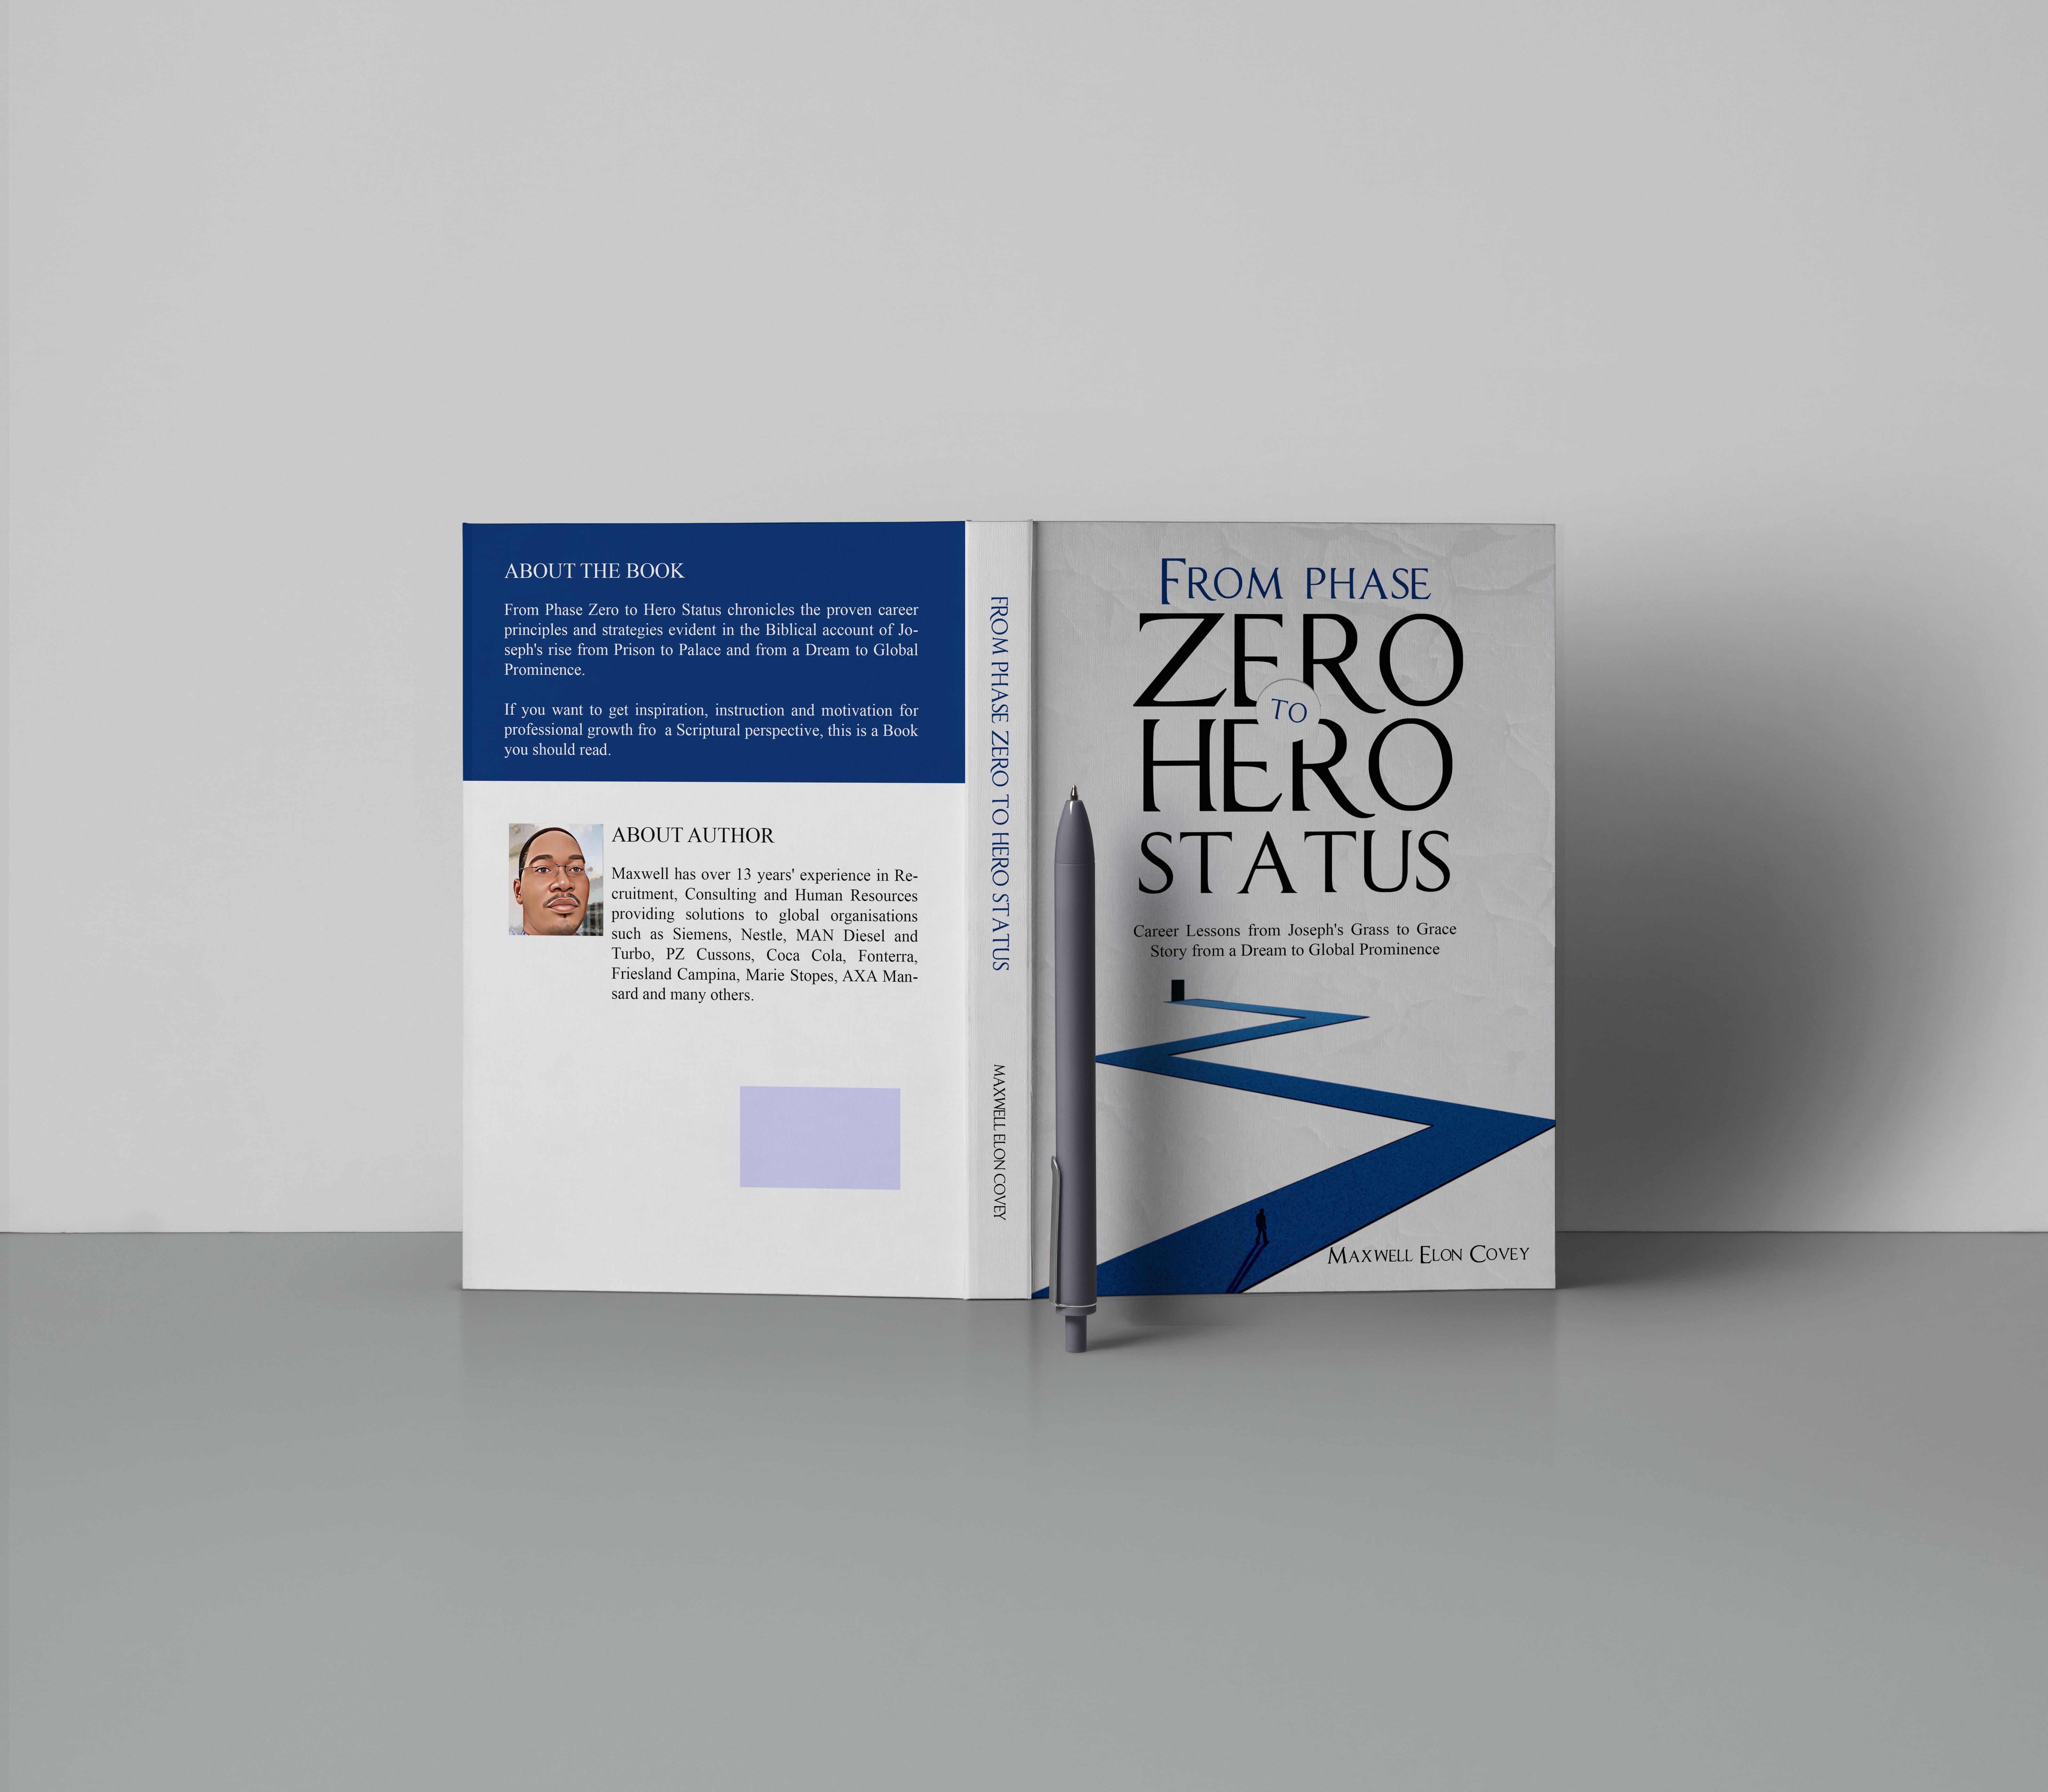 ABOUT THE BOOK
From Phase Zero to Hero Status chronicles the proven career
principles and strategies evident in the Biblical account of Jo-
seph's rise from Prison to Palace and from a Dream to Global
Prominence.
If you want to get inspiration, instruction and motivation for
professional growth fro  a Scriptural perspective, this is a Book
you should read.
ABOUT AUTHOR
Maxwell has over 13 years' experience in Re-
cruitment, Consulting and Human Resources
providing solutions to global organisations
such as Siemens, Nestle, MAN Diesel and
Turbo, PZ Cussons, Coca Cola, Fonterra,
Friesland Campina, Marie Stopes, AXA Man-
sard and many others.
FROM PHASE ZERO TO HERO STATUS
MAXWELL ELON COVEY
FROM PHASE
ZERO
TO
HERO
STATUS
Career Lessons from Joseph's Grass to Grace
Story from a Dream to Global Prominence
MAXWELL ELON COVEY